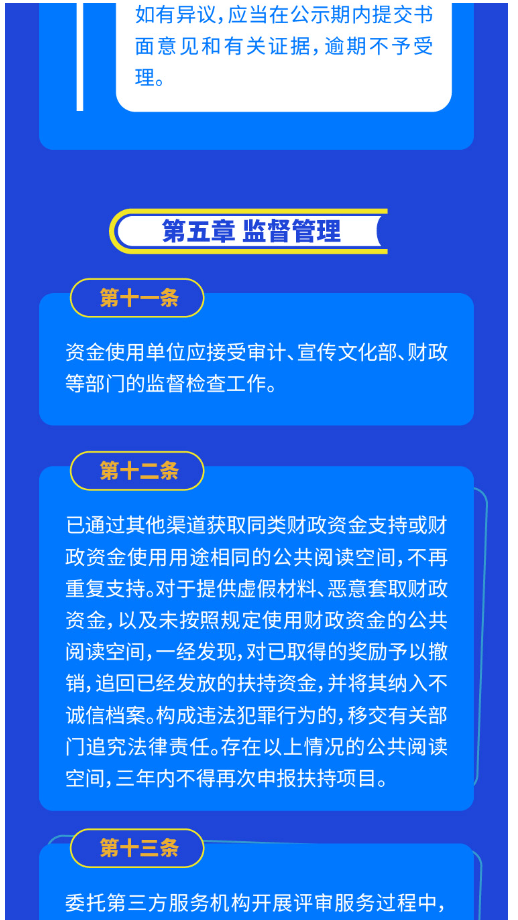 如有异议,应当在公示期内提交书
面意见和有关证据,逾期不予受
理。
第五章 监督管理
第十一条
资金使用单位应接受审计、宣传文化部、财政
等部门的监督检查工作。
第十二条
已通过其他渠道获取同类财政资金支持或财
政资金使用用途相同的公共阅读空间,不再
重复支持。对于提供虚假材料、恶意套取财政
资金,以及未按照规定使用财政资金的公共
阅读空间,一经发现,对已取得的奖励予以撤
销,追回已经发放的扶持资金,并将其纳入不
诚信档案。构成违法犯罪行为的,移交有关部
门追究法律责任。存在以上情况的公共阅读
空间,三年内不得再次申报扶持项目。
第十三条
委托第三方服务机构开展评审服务过程中,